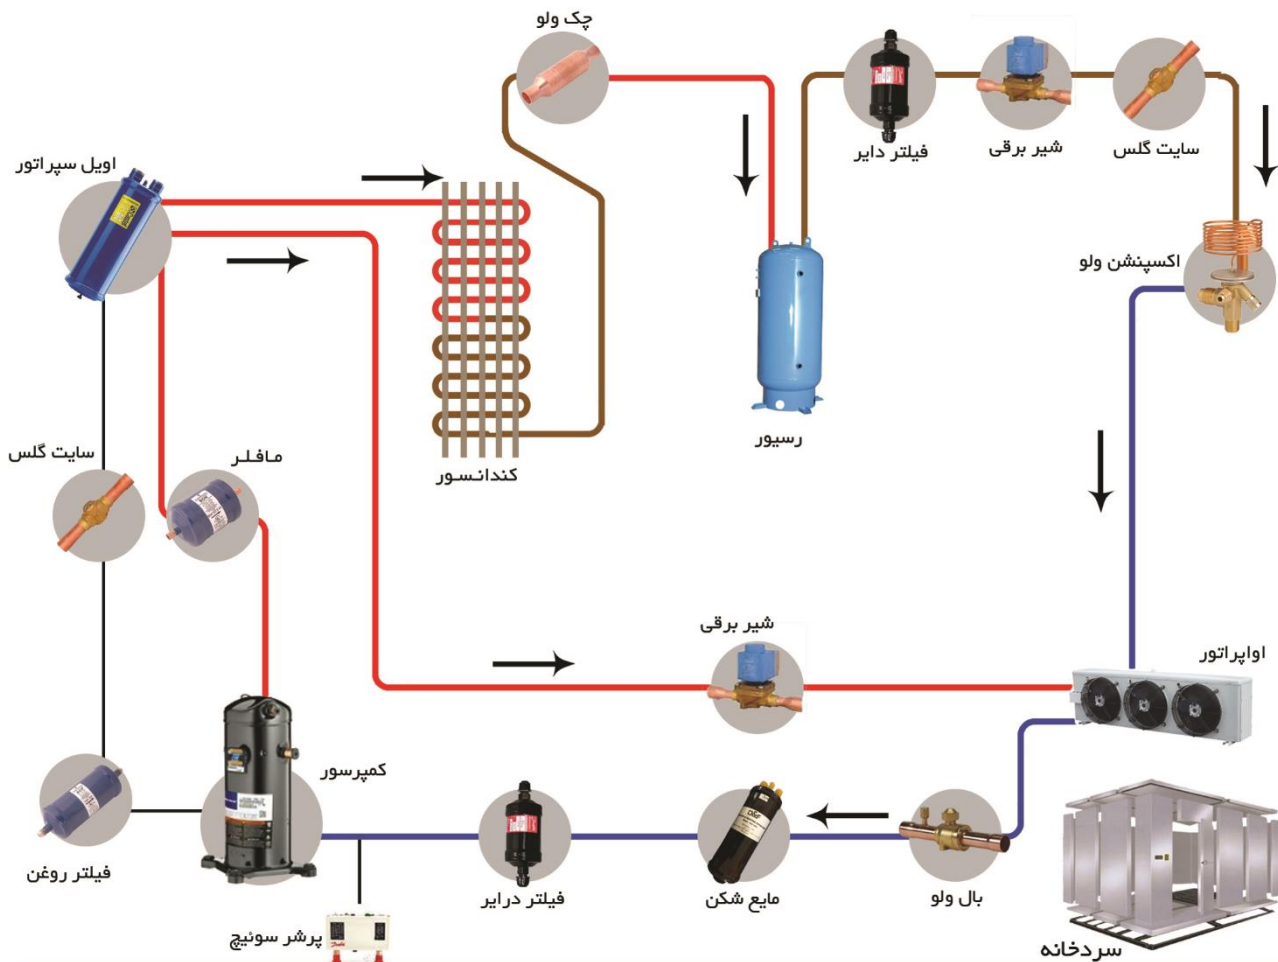 چک ولو
فیلتر دایر
شیر برقی
سایت گلس
اویل سپراتور
اکسپنشن ولو
رسیور
کندانسور
سایت گلس
مافلر
شیر برقی
اواپراتور
کمپرسور
فیلتر روغن
پرشر سوئیچ
فیلتر درایر
مایع شکن
بال ولو
سردخانه